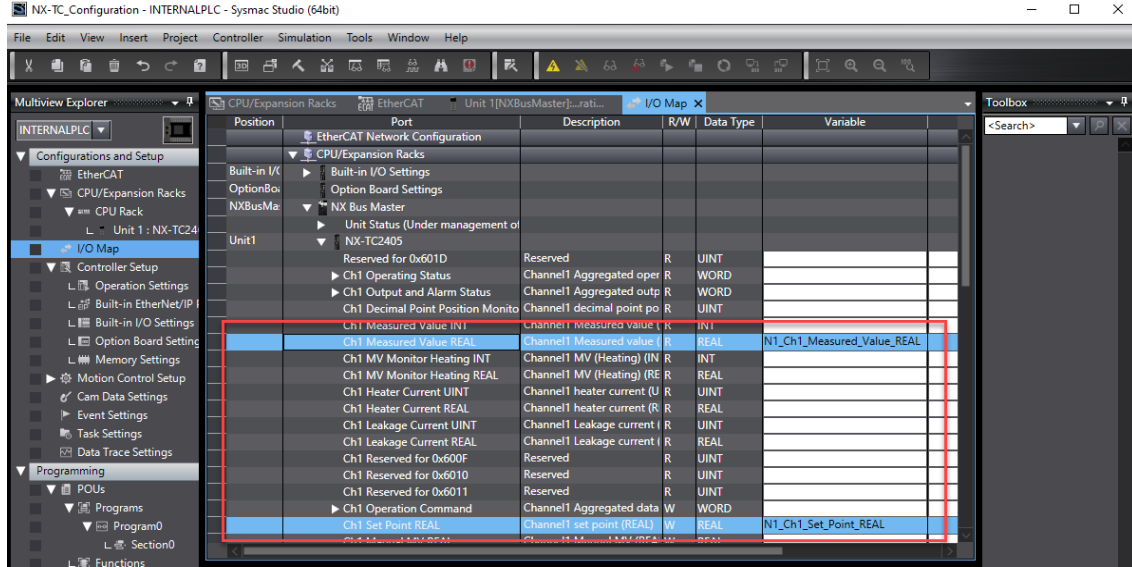 NX-TC_Configuration - INTERNALPLC - Sysmac Studio (64bit)
File Edit View Insert Project Controller Simulation Tools Window Help
Multiview Explorer
INTERNALPLC
Configurations and Setup
EtherCAT
CPU/Expansion Racks
CPU Rack
Unit 1 : NX-TC24
I/O Map
Controller Setup
Operation Settings
Built-in EtherNet/IP
Built-in I/O Settings
Option Board Setting
Memory Settings
Motion Control Setup
Cam Data Settings
Event Settings
Task Settings
Data Trace Settings
Programming
POUs
Programs
Program0
Section0
Functions
CPU/Expansion Racks EtherCAT Unit 1[NXBusMaster]:...rati... I/O Map
Position Port Description R/W Data Type Variable
EtherCAT Network Configuration
CPU/Expansion Racks
Built-in I/( Built-in I/O Settings
OptionBo Option Board Settings
NXBusMa NX Bus Master
Unit Status (Under management of
Unit1 NX-TC2405
Reserved for 0x601D Reserved R UINT
Ch1 Operating Status Channel1 Aggregated oper R WORD
Ch1 Output and Alarm Status Channel1 Aggregated outp R WORD
Ch1 Decimal Point Position Monito Channel1 decimal point po R UINT
Ch1 Measured Value INT Channel1 Measured value ( R INT
Ch1 Measured Value REAL Channel1 Measured value ( R REAL N1_Ch1_Measured_Value_REAL
Ch1 MV Monitor Heating INT Channel1 MV (Heating) (IN R INT
Ch1 MV Monitor Heating REAL Channel1 MV (Heating) (RE R REAL
Ch1 Heater Current UINT Channel1 heater current (U R UINT
Ch1 Heater Current REAL Channel1 heater current (R R REAL
Ch1 Leakage Current UINT Channel1 Leakage current ( R UINT
Ch1 Leakage Current REAL Channel1 Leakage current ( R REAL
Ch1 Reserved for 0x600F Reserved R UINT
Ch1 Reserved for 0x6010 Reserved R UINT
Ch1 Reserved for 0x6011 Reserved R UINT
Ch1 Operation Command Channel1 Aggregated data W WORD
Ch1 Set Point REAL Channel1 set point (REAL) W REAL N1_Ch1_Set_Point_REAL
Ch1 Manual MV REAL Channel1 Manual MV (REA W REAL
Toolbox
<Search>